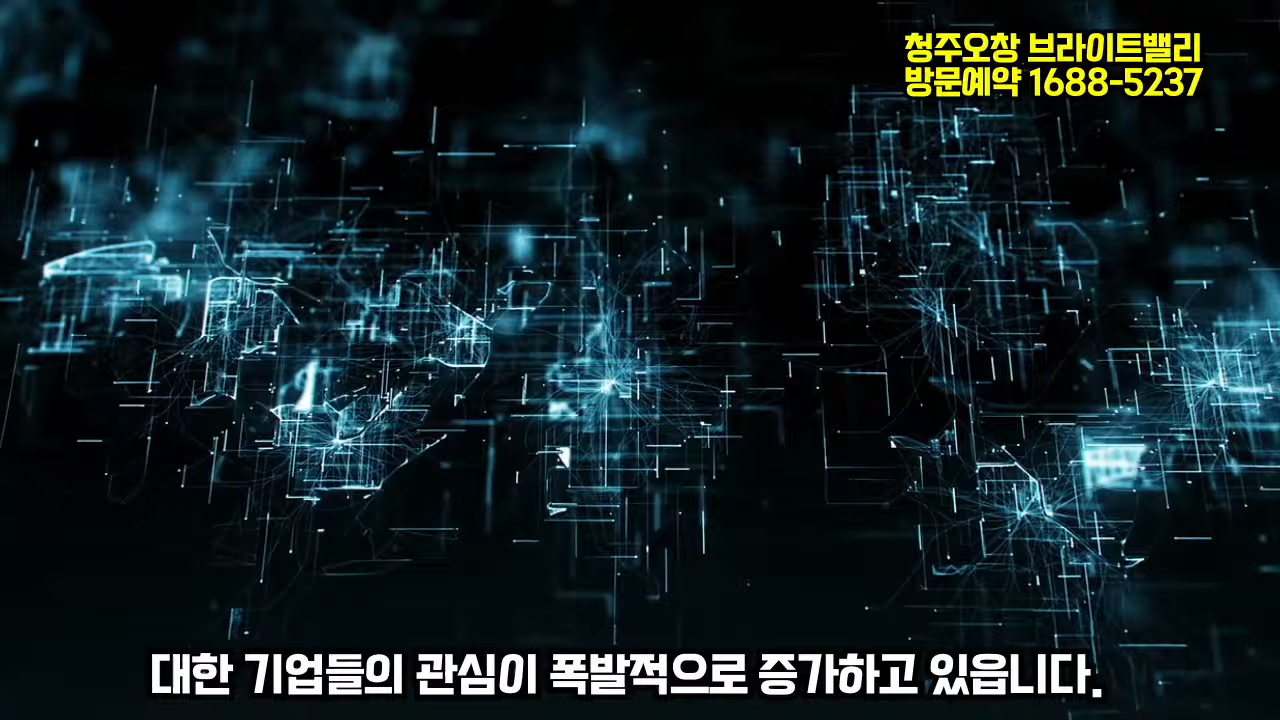 청주오창 브라이트밸리
방문예약 1688-5237
대한 기업들의 관심이 폭발적으로 증가하고 있읍니다.